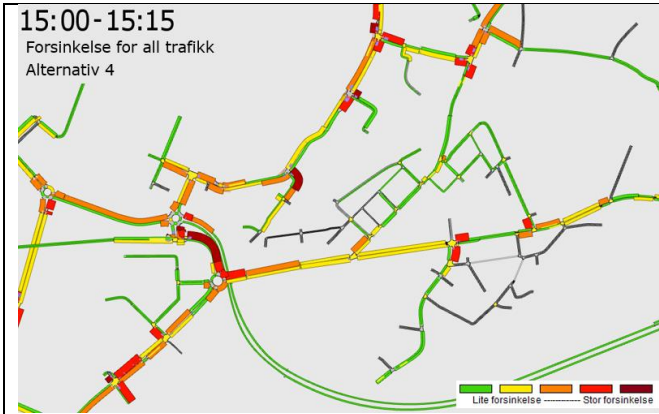 15:00-15:15
Forsinkelse for all trafikk
Alternativ 4
Lite forsinkelse ------------- Stor forsinkelse